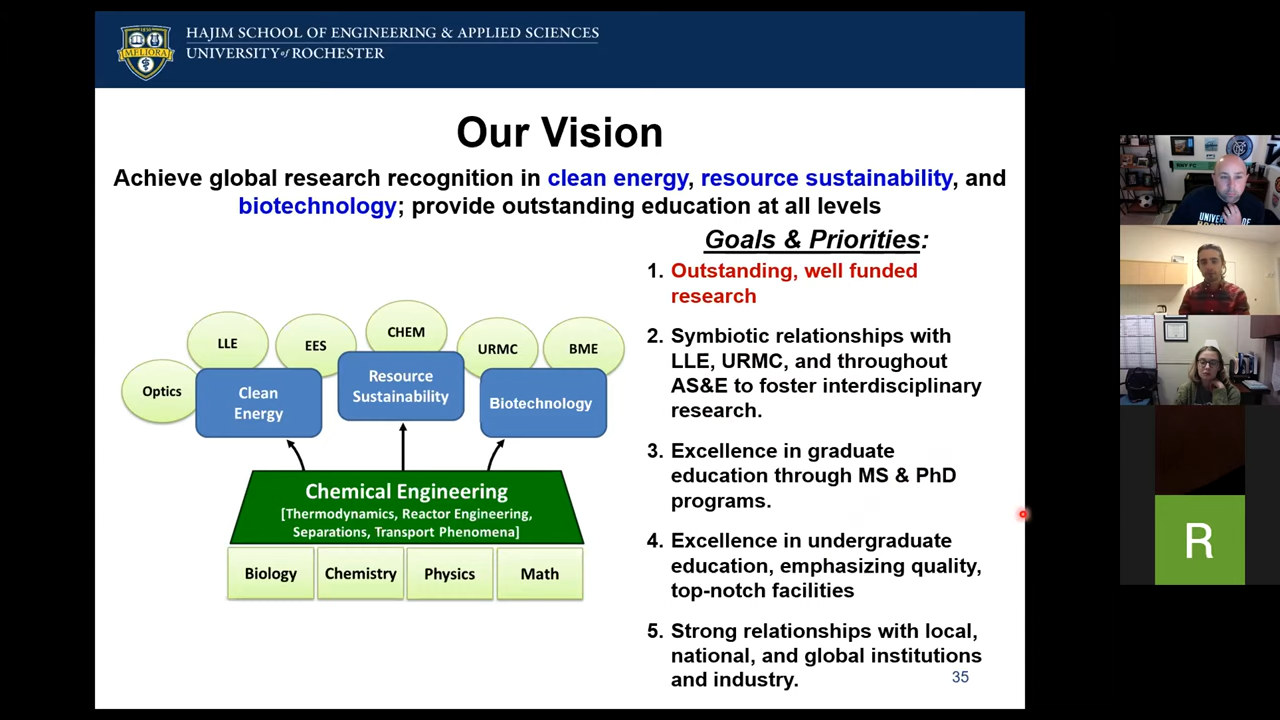 HAJIM SCHOOL OF ENGINEERING & APPLIED SCIENCES
UNIVERSITY of ROCHESTER
MELIORA
Our Vision
Achieve global research recognition in clean energy, resource sustainability, and
biotechnology; provide outstanding education at all levels
Goals & Priorities:
1. Outstanding, well funded
research
2. Symbiotic relationships with
LLE, URMC, and throughout
AS&E to foster interdisciplinary
research.
3. Excellence in graduate
education through MS & PhD
programs.
4. Excellence in undergraduate
education, emphasizing quality,
top-notch facilities
5. Strong relationships with local,
national, and global institutions
and industry.
Optics
LLE
EES
CHEM
URMC
BME
Clean
Energy
Resource
Sustainability
Biotechnology
Chemical Engineering
[Thermodynamics, Reactor Engineering,
Separations, Transport Phenomena]
Biology
Chemistry
Physics
Math
35
R